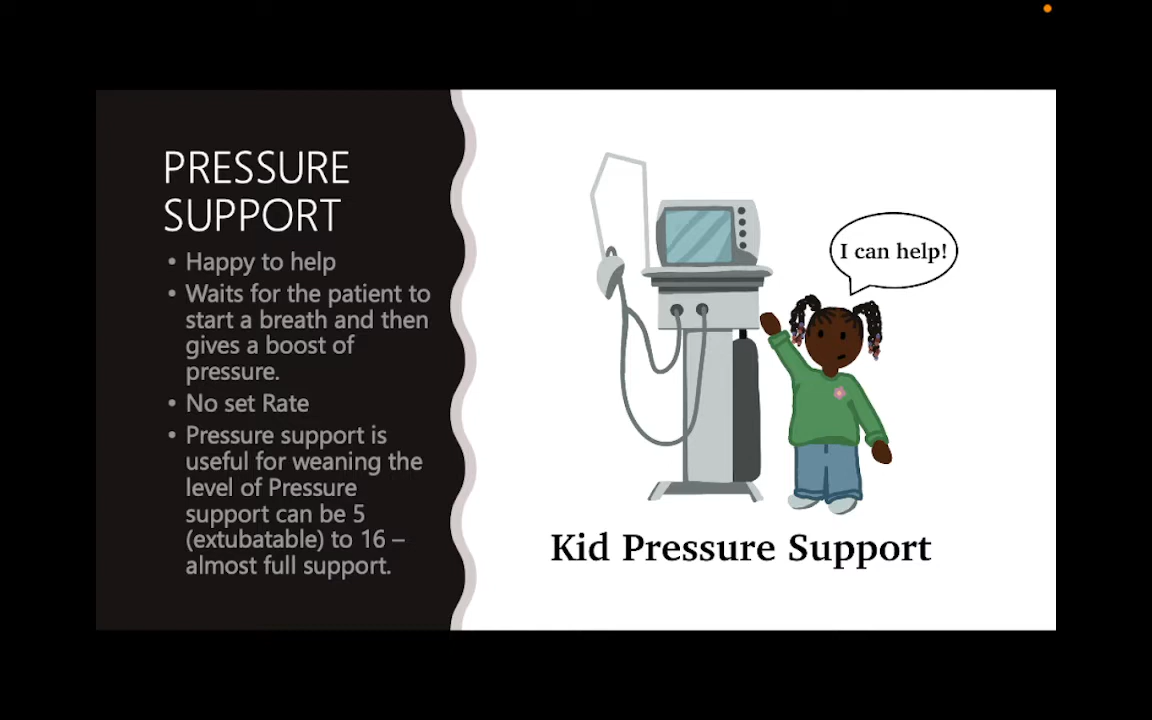 PRESSURE
SUPPORT
• Happy to help
• Waits for the patient to
start a breath and then
gives a boost of
pressure.
• No set Rate
• Pressure support is
useful for weaning the
level of Pressure
support can be 5
(extubatable) to 16 –
almost full support.
I can help!
Kid Pressure Support